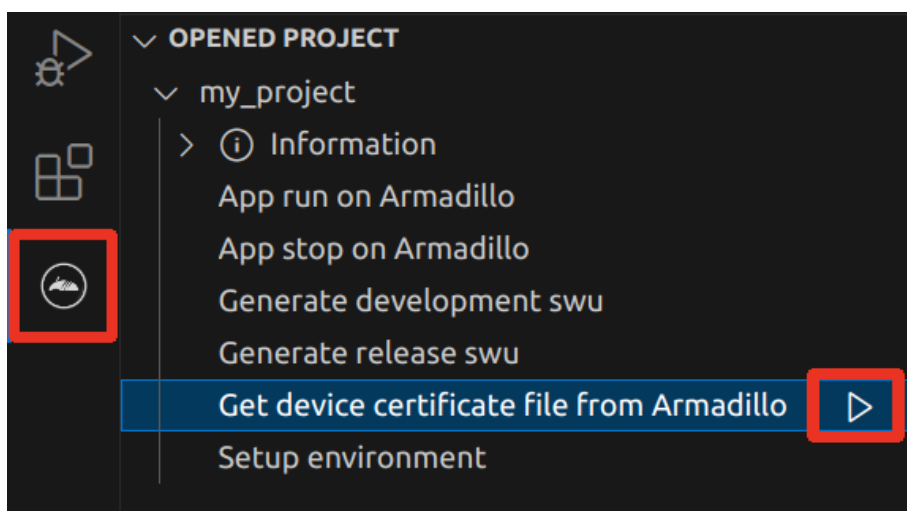 OPENED PROJECT
my_project
Information
App run on Armadillo
App stop on Armadillo
Generate development swu
Generate release swu
Get device certificate file from Armadillo
Setup environment